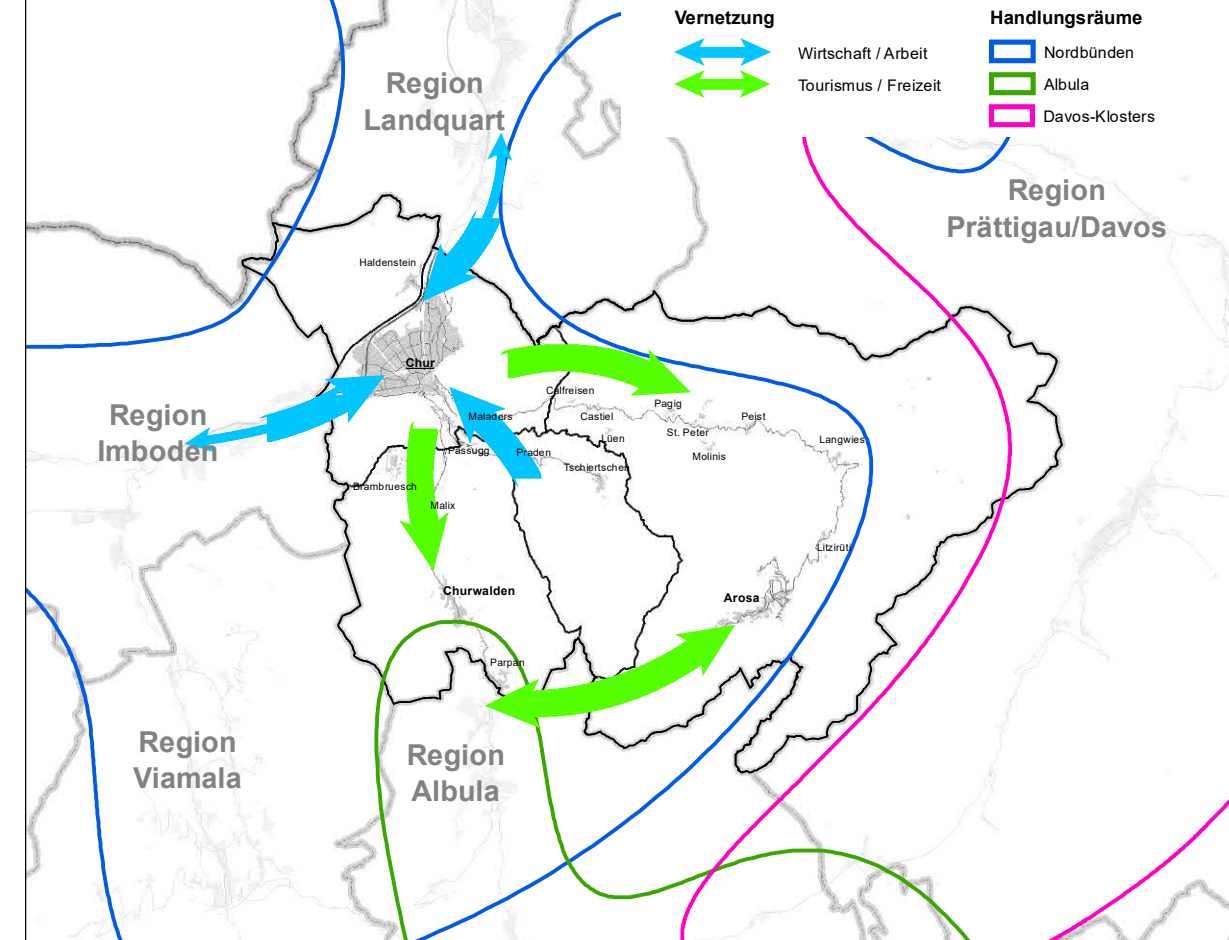 Vernetzung
Wirtschaft / Arbeit
Tourismus / Freizeit
Handlungsräume
Nordbünden
Albula
Davos-Klosters
Region
Landquart
Region
Prättigau/Davos
Haldenstein
Chur
Calfreisen
Pagig
Maladers
Castiel
Peist
Region
Imboden
Lüen
St. Peter
Langwies
Passugg
Praden
Molinis
Tschiertschen
Brambruesch
Malix
Litzirüti
Churwalden
Arosa
Parpan
Region
Viamala
Region
Albula